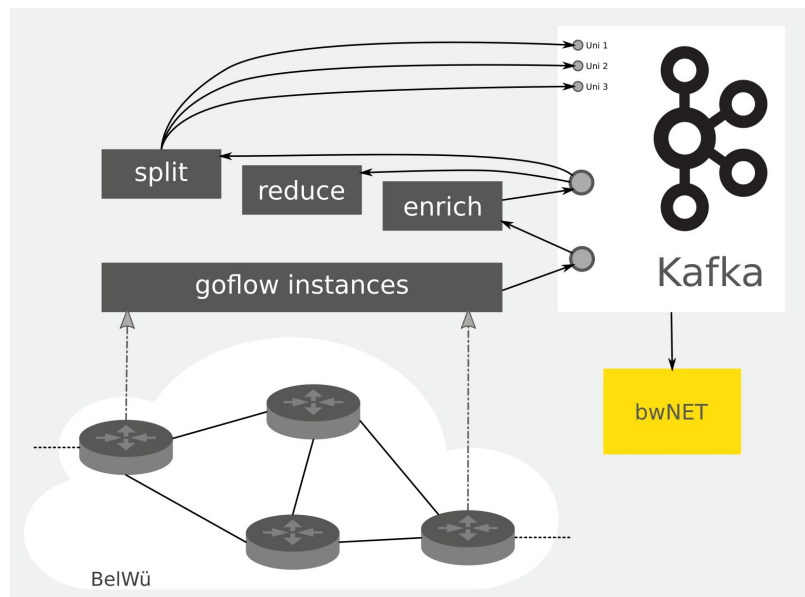 Uni 1
Uni 2
Uni 3
split
reduce
enrich
Kafka
goflow instances
bwNET
BelWü